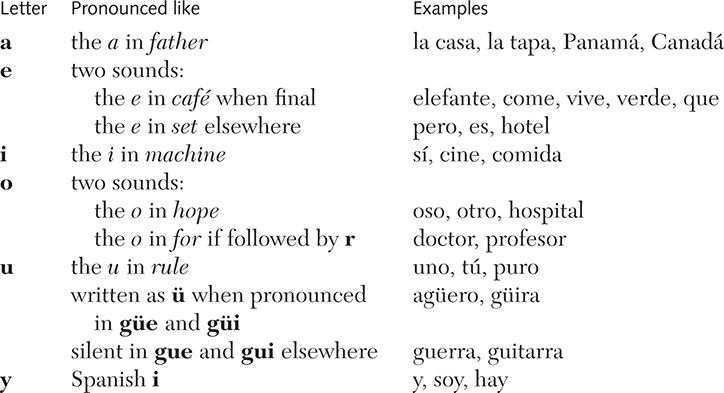 Letter Pronounced like Examples
a the a in father la casa, la tapa, Panamá, Canadá
e two sounds:
the e in café when final elefante, come, vive, verde, que
the e in set elsewhere pero, es, hotel
i the i in machine sí, cine, comida
o two sounds:
the o in hope oso, otro, hospital
the o in for if followed by r doctor, profesor
u the u in rule uno, tú, puro
written as ü when pronounced agüero, güira
in güe and güi
silent in gue and gui elsewhere guerra, guitarra
y Spanish i y, soy, hay